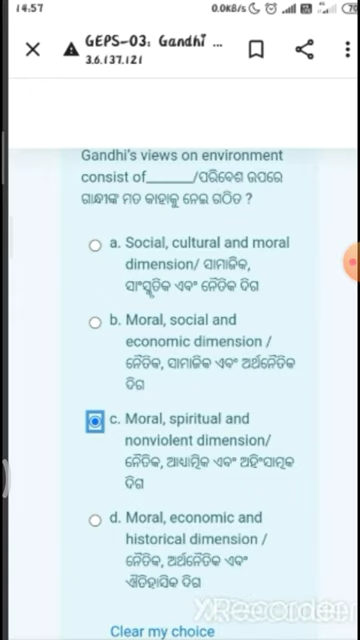 14:57
0.0KB/s
GEPS-03: Gandhi ...
3.6.137.121
Gandhi's views on environment
consist of_______/ପରିବେଶ ଉପରେ
ଗାନ୍ଧୀଙ୍କ ମତ କାହାକୁ ନେଇ ଗଠିତ ?
a. Social, cultural and moral
dimension/ ସାମାଜିକ,
ସାଂସ୍କୃତିକ ଏବଂ ନୈତିକ ଦିଗ
b. Moral, social and
economic dimension /
ନୈତିକ, ସାମାଜିକ ଏବଂ ଅର୍ଥନୈତିକ
ଦିଗ
c. Moral, spiritual and
nonviolent dimension/
ନୈତିକ, ଆଧ୍ୟାତ୍ମିକ ଏବଂ ଅହିଂସାତ୍ମକ
ଦିଗ
d. Moral, economic and
historical dimension /
ନୈତିକ, ଅର୍ଥନୈତିକ ଏବଂ
ଐତିହାସିକ ଦିଗ
XRecorder
Clear my choice